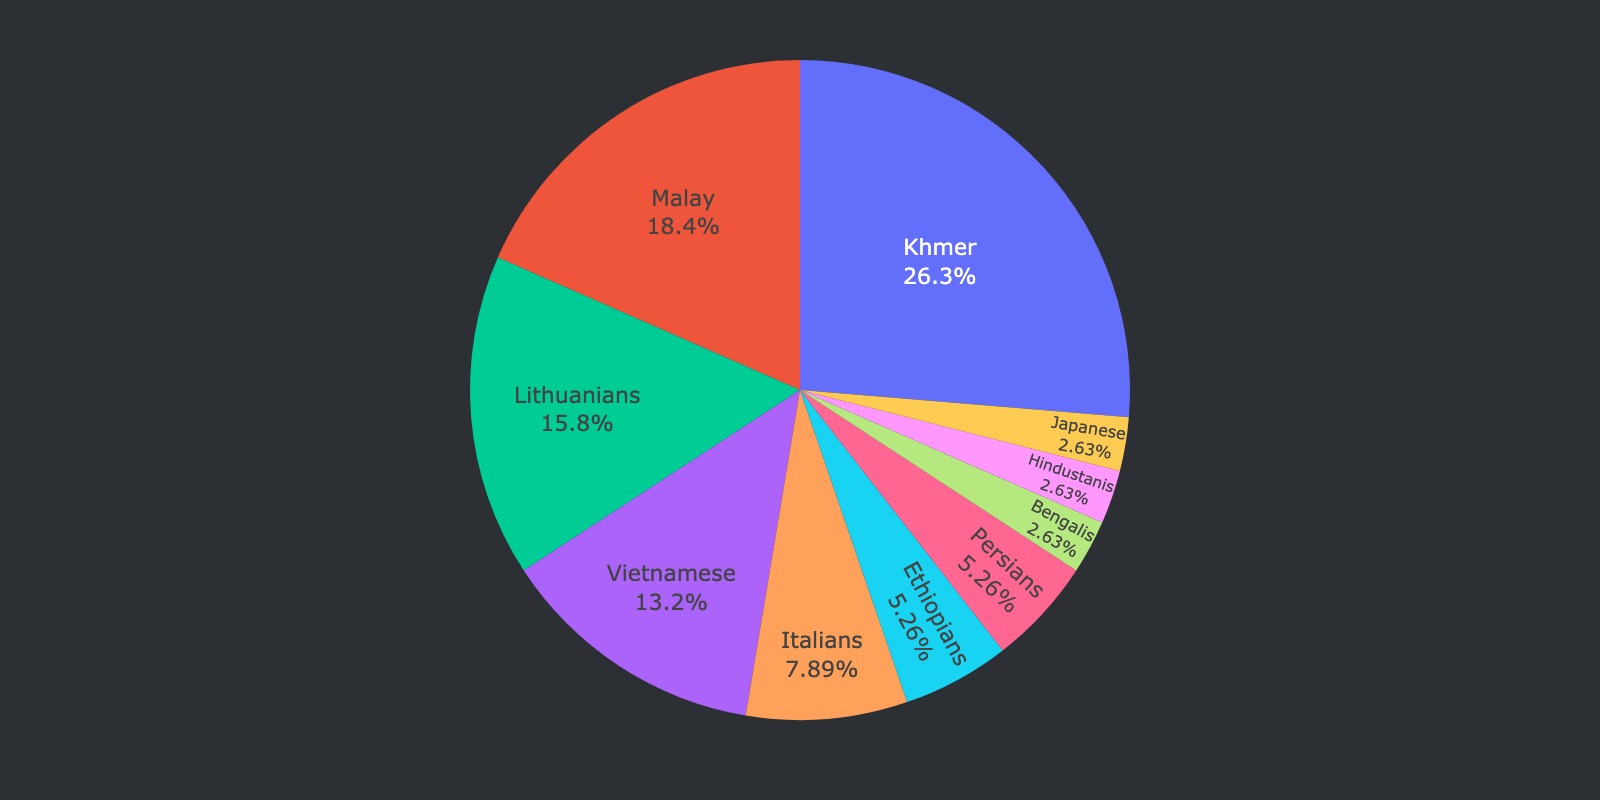 Khmer
26.3%
Malay
18.4%
Lithuanians
15.8%
Vietnamese
13.2%
Italians
7.89%
Ethiopians
5.26%
Persians
5.26%
Bengalis
2.63%
Hindustanis
2.63%
Japanese
2.63%